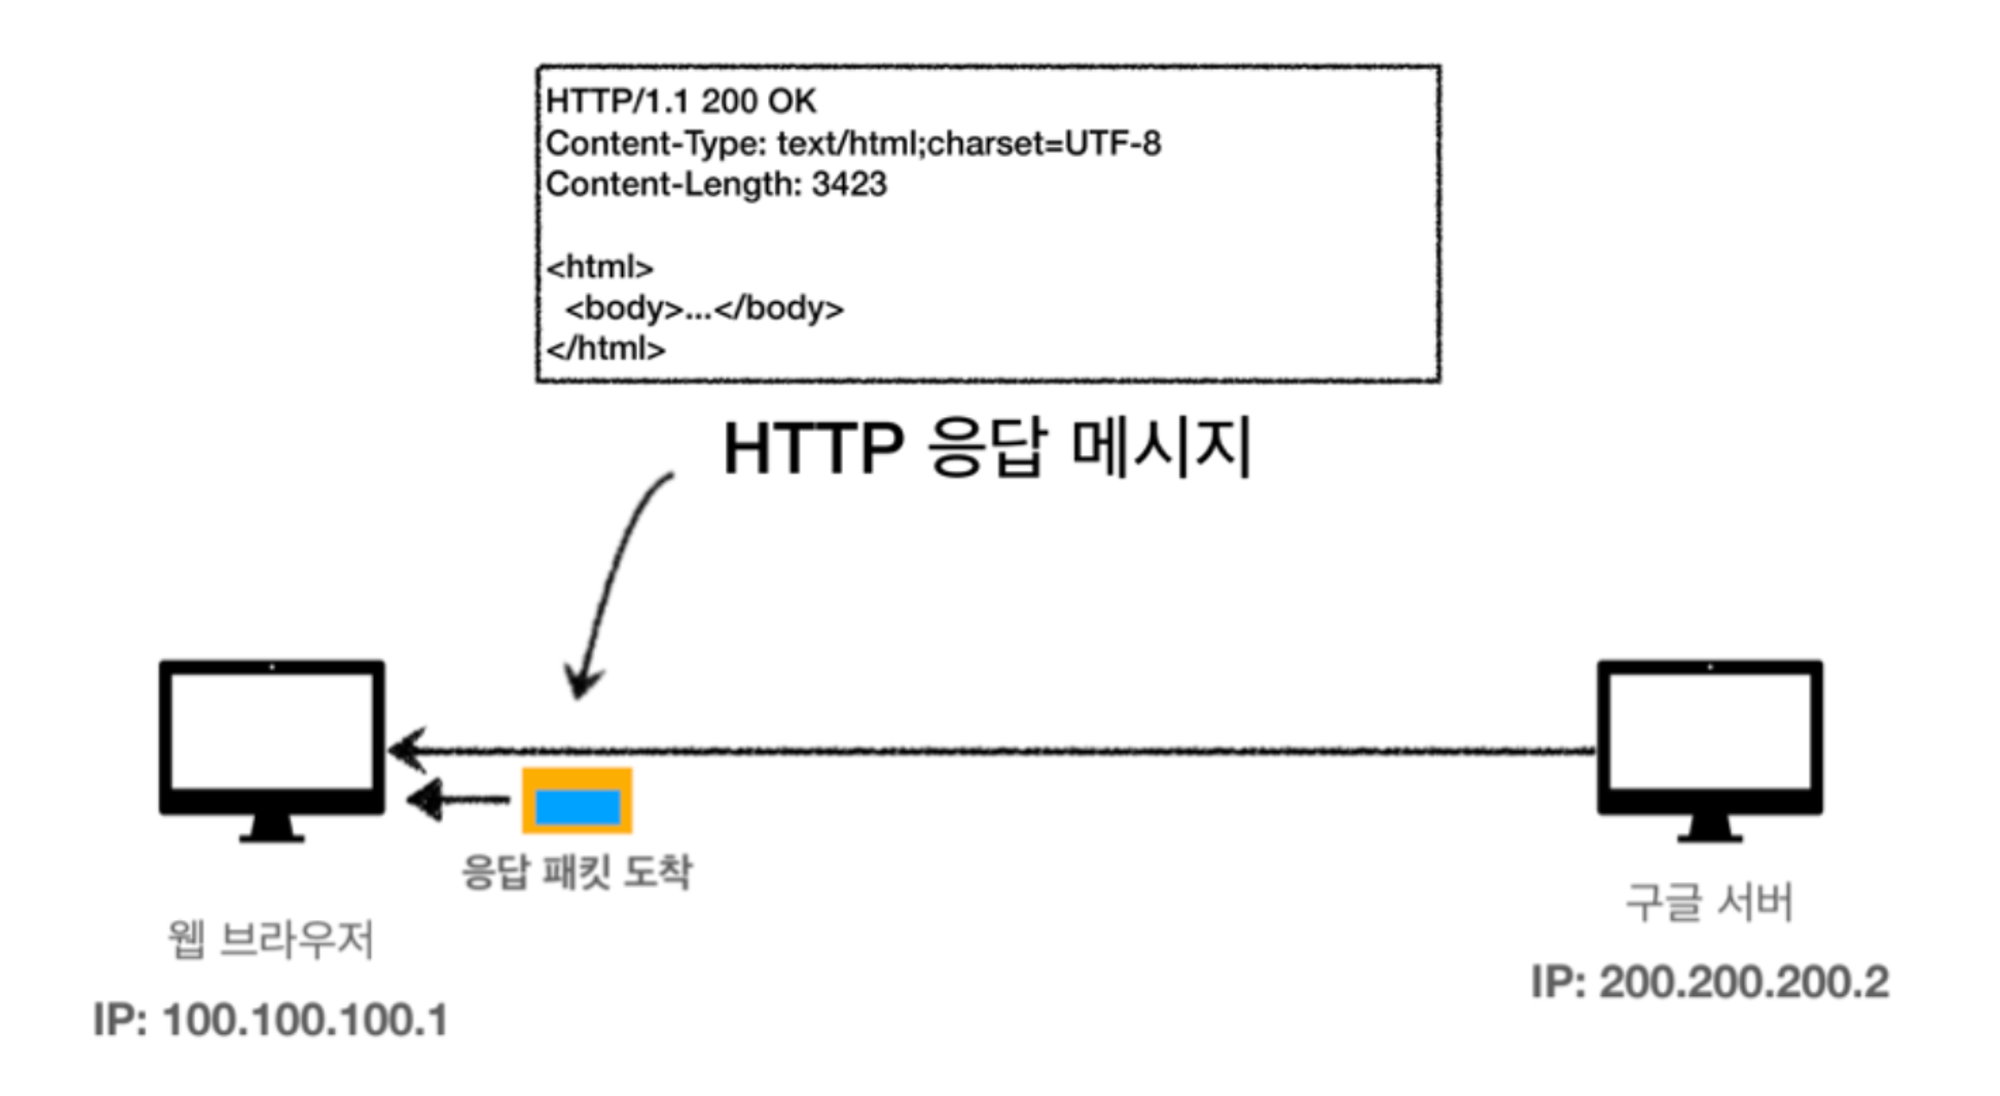 HTTP/1.1 200 OK
Content-Type: text/html;charset=UTF-8
Content-Length: 3423
<html>
<body>...</body>
</html>
HTTP 응답 메시지
응답 패킷 도착
웹 브라우저
IP: 100.100.100.1
구글 서버
IP: 200.200.200.2